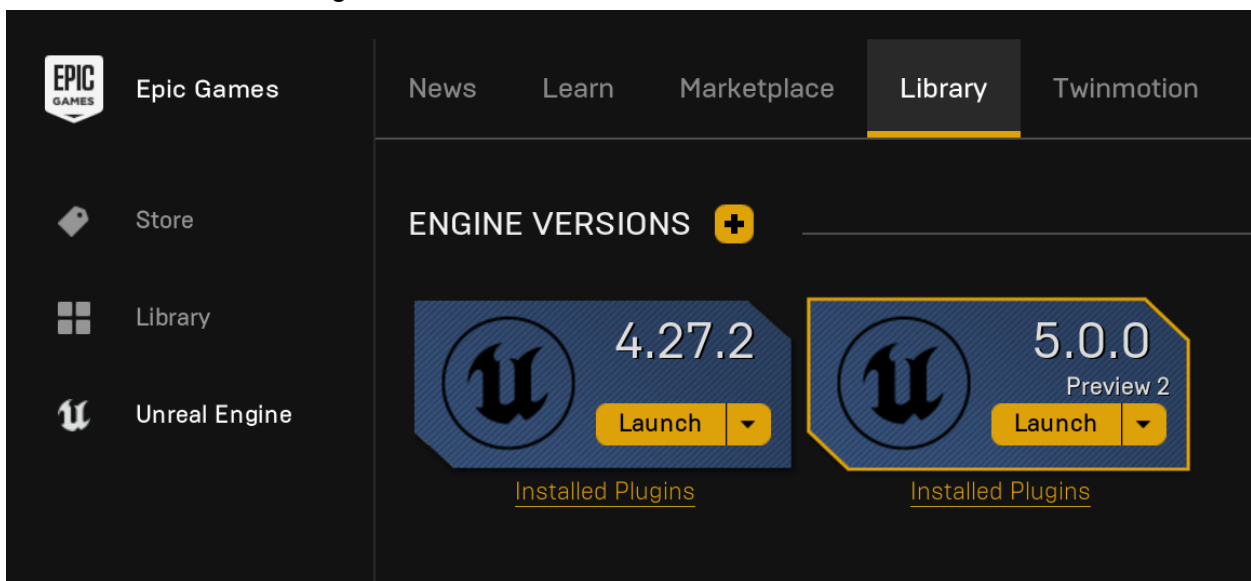 EPIC
GAMES
Epic Games
News Learn Marketplace Library Twinmotion
Store
ENGINE VERSIONS
Library
4.27.2
Launch
5.0.0
Preview 2
Launch
Unreal Engine
Installed Plugins
Installed Plugins